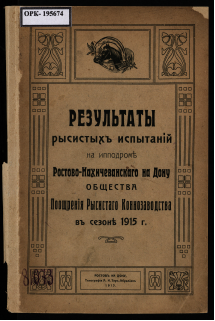 ОРК- 195674
РЕЗУЛЬТАТЫ
рысистыхъ испытаній
на ипподромѣ
Ростово-Нахичеванскаго на Дону
ОБЩЕСТВА
Поощренія Рысистаго Коннозаводства
въ сезонѣ 1915 г.
РОСТОВЪ НА ДОНУ.